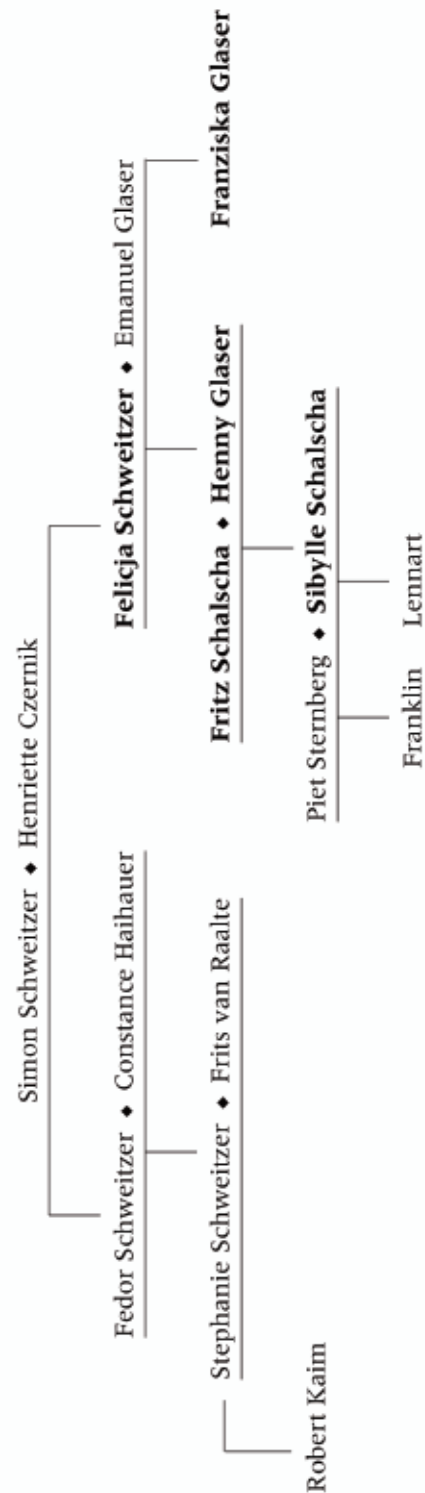 Simon Schweitzer ◆ Henriette Czernik
Fedor Schweitzer ◆ Constance Haihauer
Felicja Schweitzer ◆ Emanuel Glaser
Stephanie Schweitzer ◆ Frits van Raalte
Fritz Schalscha ◆ Henny Glaser
Franziska Glaser
Robert Kaim
Piet Sternberg ◆ Sibylle Schalscha
Franklin
Lennart